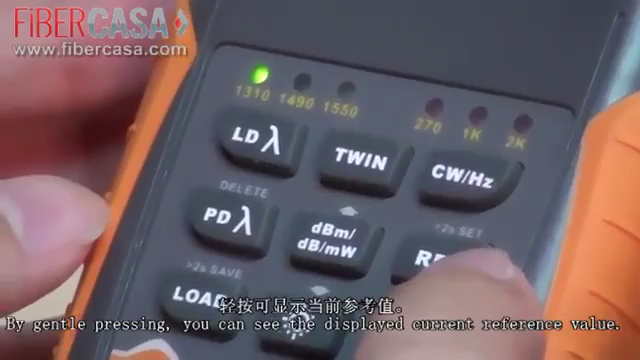 FiBERCASA
www.fibercasa.com
1310 1490 1550 270 1K 2K
LDλ TWIN CW/Hz
DELETE
PDλ dBm/ dB/mW >2s SET
>2s SAVE
轻按可显示当前参考值。
By gentle pressing, you can see the displayed current reference value.